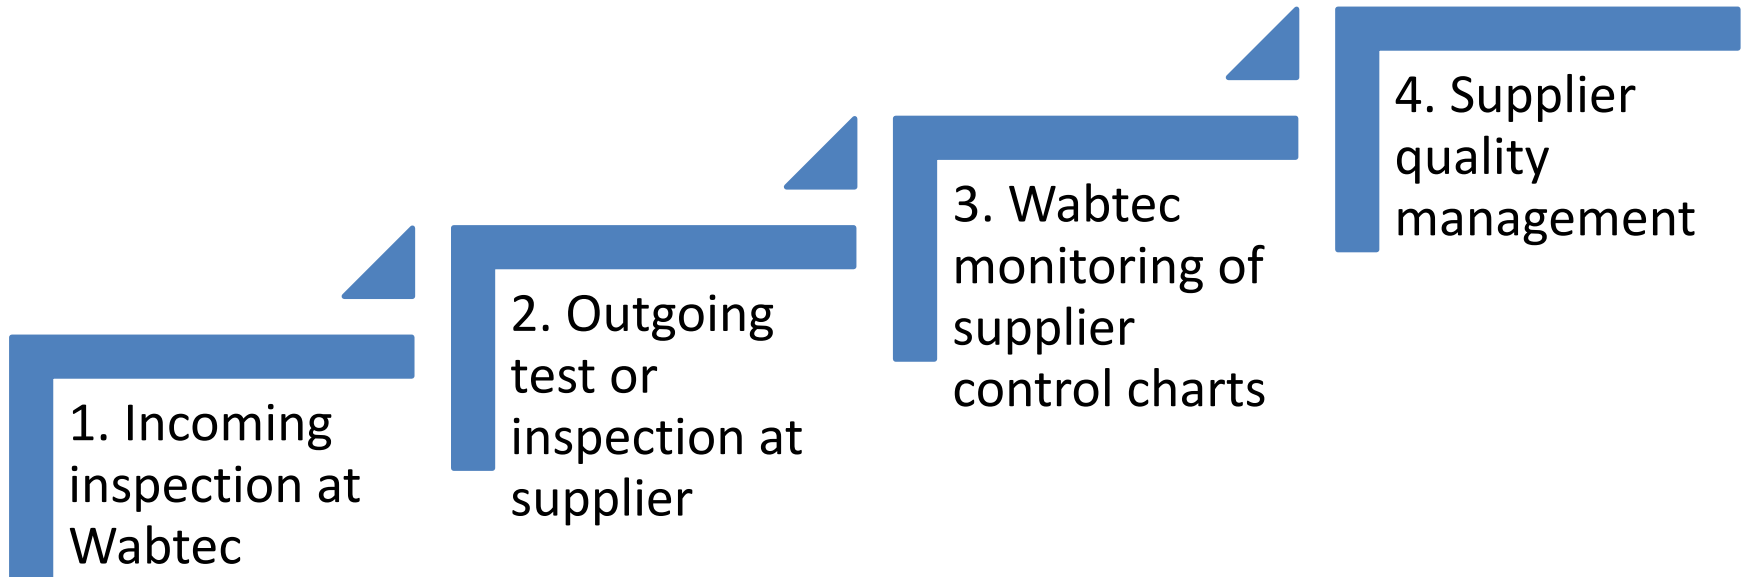 1. Incoming
inspection at
Wabtec
2. Outgoing
test or
inspection at
supplier
3. Wabtec
monitoring of
supplier
control charts
4. Supplier
quality
management